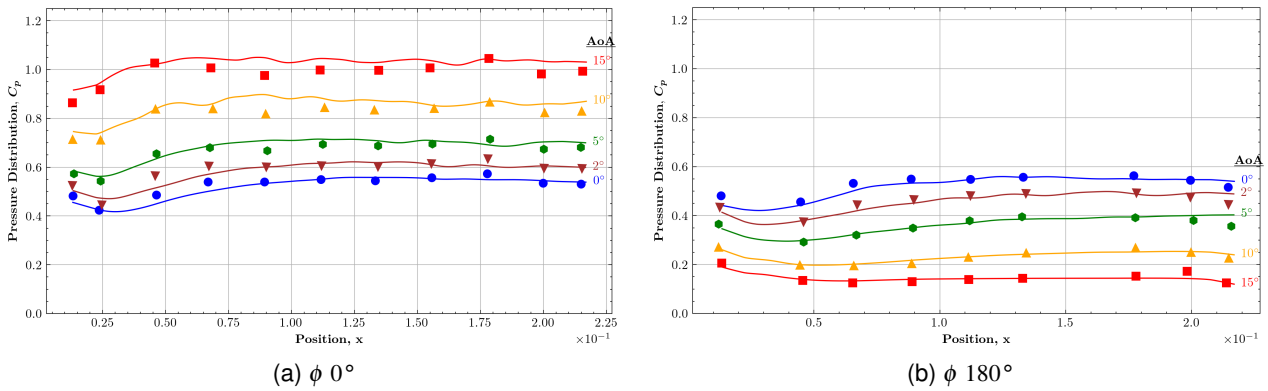 1.2
1.0
0.8
0.6
0.4
0.2
0.0
Pressure Distribution, Cₚ
AoA
15°
10°
5°
2°
0°
0.25 0.50 0.75 1.00 1.25 1.50 1.75 2.00 2.25
Position, x
×10⁻¹
(a) ϕ 0°
1.2
1.0
0.8
0.6
0.4
0.2
0.0
Pressure Distribution, Cₚ
AoA
0°
2°
5°
10°
15°
0.5 1.0 1.5 2.0
Position, x
×10⁻¹
(b) ϕ 180°